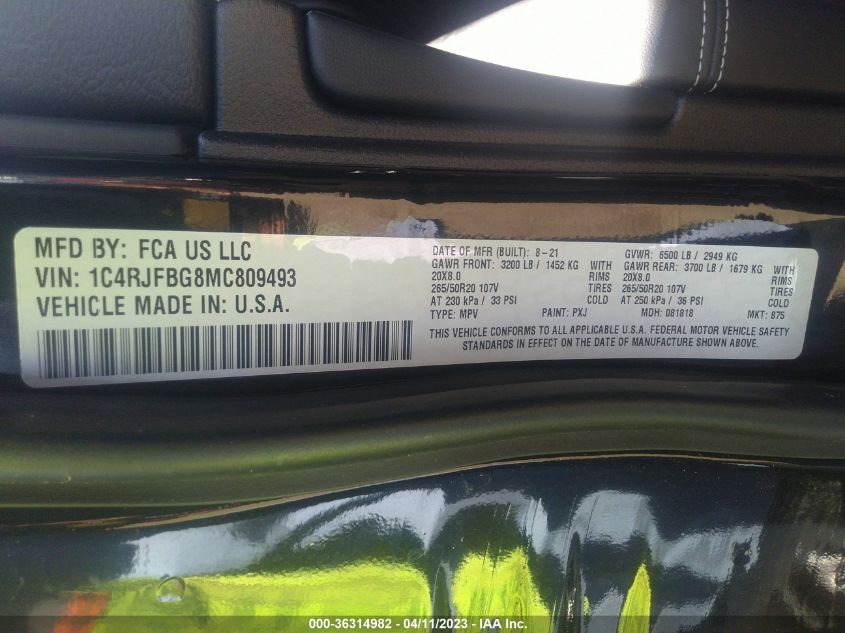 MFD BY: FCA US LLC
VIN: 1C4RJFBG8MC809493
VEHICLE MADE IN: U.S.A.
DATE OF MFR (BUILT): 8-21 GVWR: 6500 LB / 2949 KG
GAWR FRONT: 3200 LB / 1452 KG WITH GAWR REAR: 3700 LB / 1679 KG WITH
20X8.0 RIMS 20X8.0 RIMS
265/50R20 107V TIRES 265/50R20 107V TIRES
AT 230 kPa / 33 PSI COLD AT 250 kPa / 36 PSI COLD
TYPE: MPV PAINT: PXJ MDH: 081818 MKT: 875
THIS VEHICLE CONFORMS TO ALL APPLICABLE U.S.A. FEDERAL MOTOR VEHICLE SAFETY
STANDARDS IN EFFECT ON THE DATE OF MANUFACTURE SHOWN ABOVE.
000-36314982 - 04/11/2023 - IAA Inc.